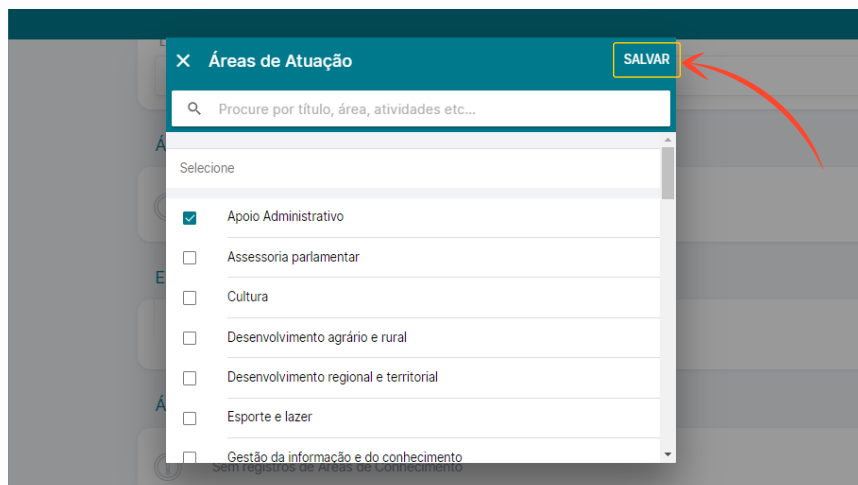 Áreas de Atuação
SALVAR
Procure por título, área, atividades etc...
Selecione
Apoio Administrativo
Assessoria parlamentar
Cultura
Desenvolvimento agrário e rural
Desenvolvimento regional e territorial
Esporte e lazer
Gestão da informação e do conhecimento
Sem registros de Áreas de Conhecimento